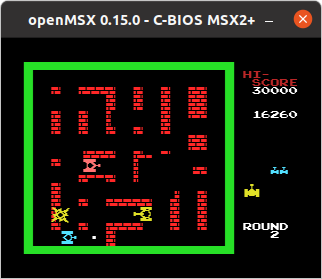 openMSX 0.15.0 - C-BIOS MSX2+
HI-
SCORE
30000
16260
ROUND
2